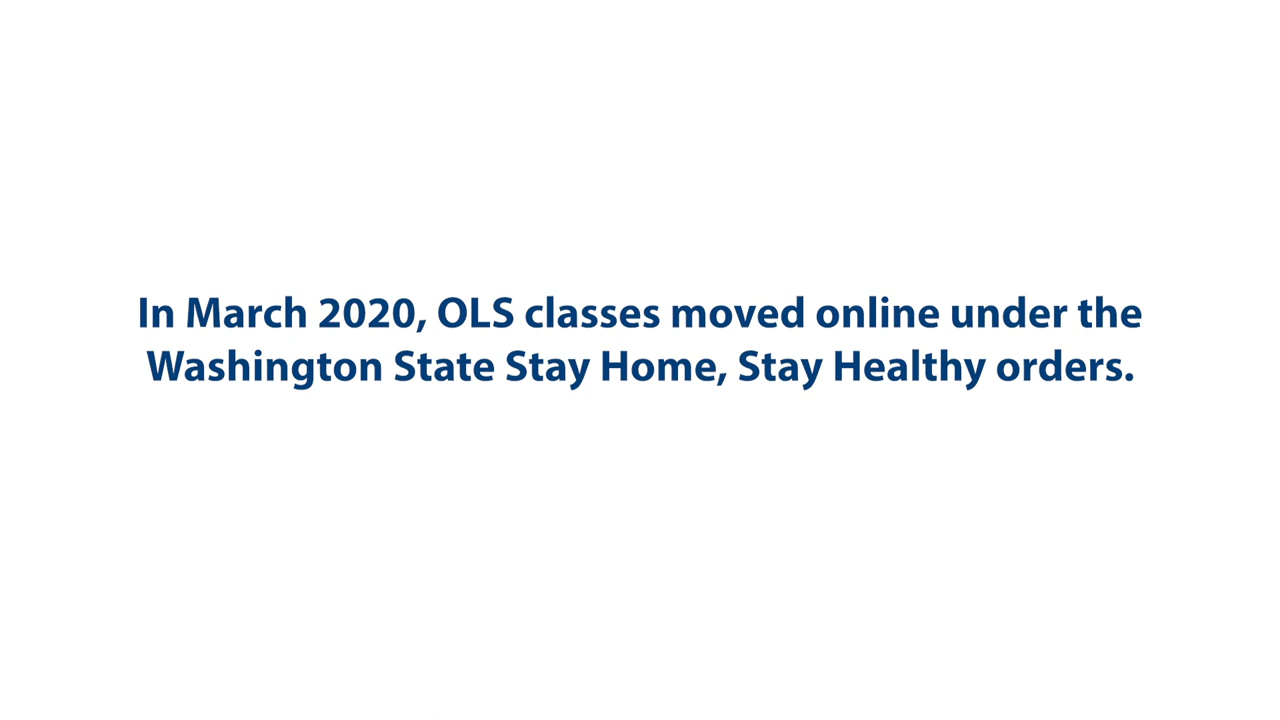 In March 2020, OLS classes moved online under the
Washington State Stay Home, Stay Healthy orders.